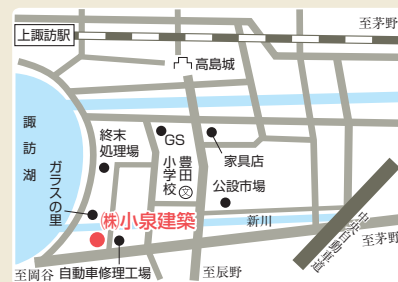 至茅野
上諏訪駅
高島城
諏訪湖
終末
処理場
GS
豊田
小学校
文
家具店
ガラスの里
公設市場
㈱小泉建築
新川
中央自動車道
至茅野
至岡谷
自動車修理工場
至辰野